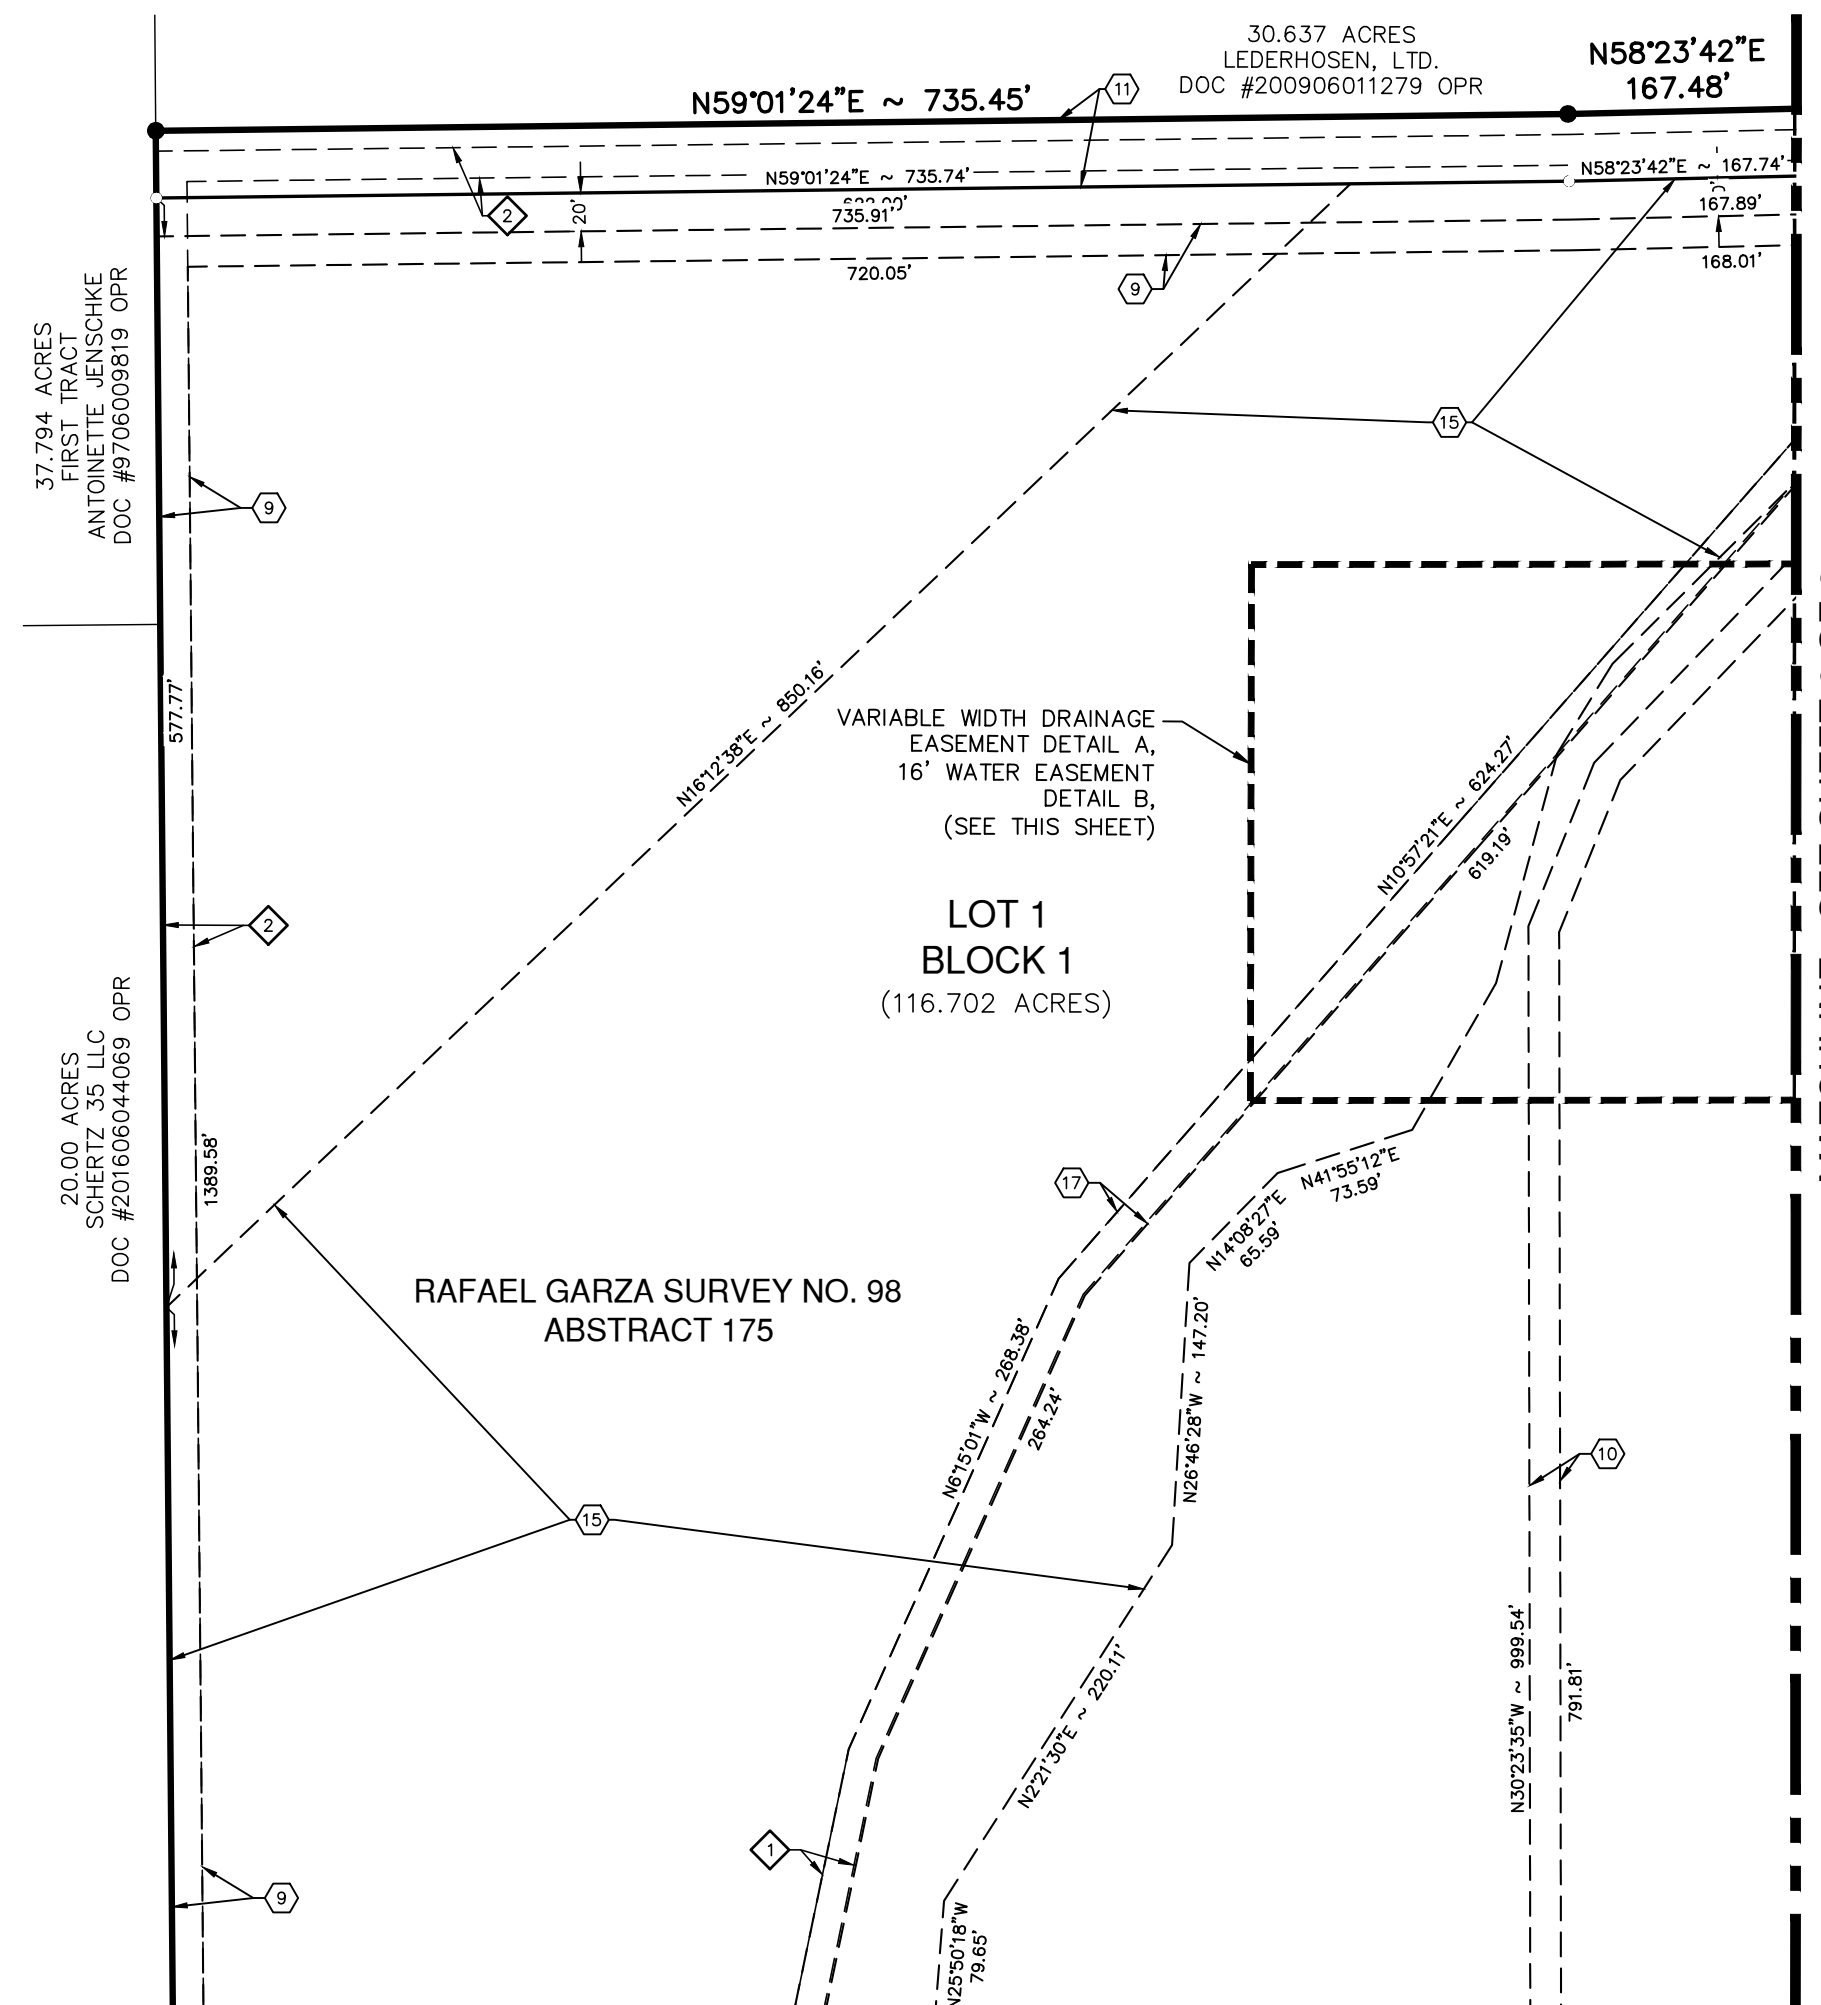 30.637 ACRES
LEDERHOSEN, LTD.
DOC #200906011279 OPR
N58°23'42"E
167.48'
N59°01'24"E ~ 735.45'
11
N59°01'24"E ~ 735.74'
N58°23'42"E ~ 167.74'
2
20'
735.91'
167.89'
720.05'
168.01'
9
37.794 ACRES
FIRST TRACT
ANTOINETTE JENSCHKE
DOC #9706009819 OPR
15
9
577.77'
N16°12'38"E ~ 850.16'
VARIABLE WIDTH DRAINAGE
EASEMENT DETAIL A,
16' WATER EASEMENT
DETAIL B,
(SEE THIS SHEET)
N10°57'21"E ~ 624.27'
619.19'
LOT 1
BLOCK 1
(116.702 ACRES)
2
20.00 ACRES
SCHERTZ 35 LLC
DOC #201606044069 OPR
1389.58'
17
N41°55'12"E
73.59'
N14°08'27"E
65.59'
RAFAEL GARZA SURVEY NO. 98
ABSTRACT 175
N6°15'01"W ~ 268.38'
264.24'
N26°46'28"W ~ 147.20'
10
15
N2°21'30"E ~ 220.11'
N30°23'35"W ~ 999.54'
791.81'
1
9
N25°50'18"W
79.65'